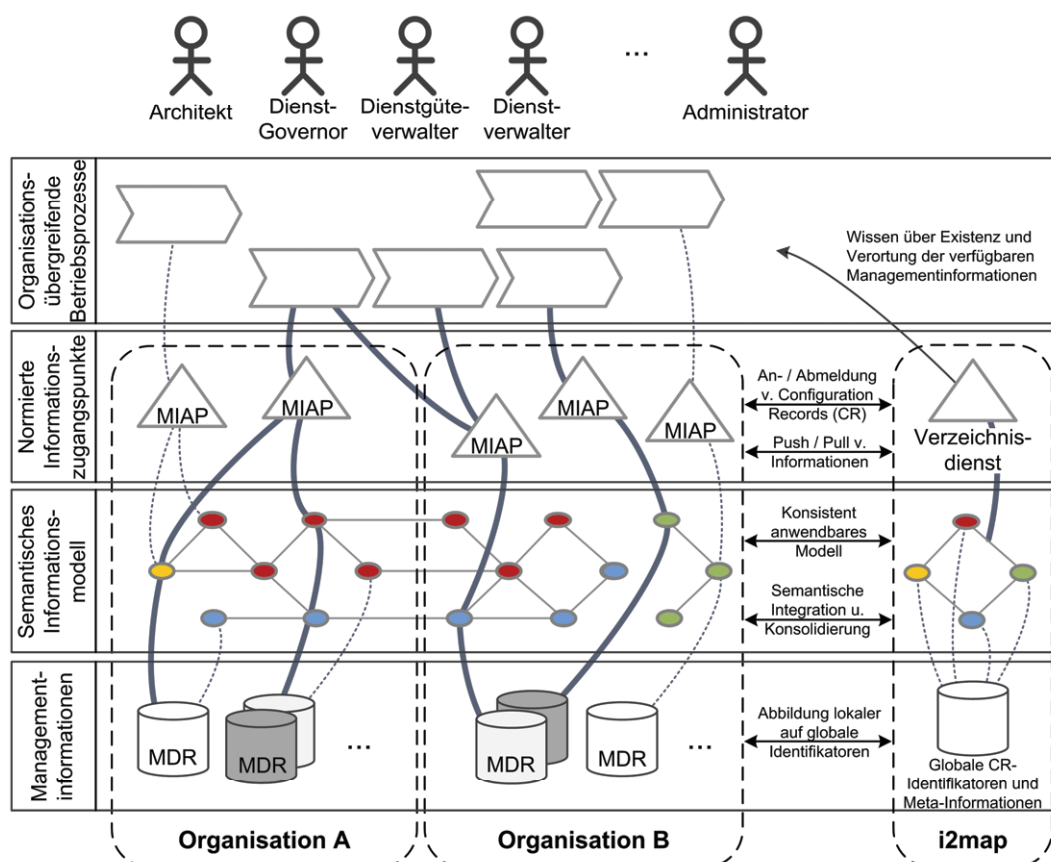 ...
Architekt
Dienst-
Governor
Dienstgüte-
verwalter
Dienst-
verwalter
Administrator
Organisations-
übergreifende
Betriebsprozesse
Wissen über Existenz und
Verortung der verfügbaren
Managementinformationen
Normierte
Informations-
zugangspunkte
MIAP
MIAP
MIAP
MIAP
MIAP
An- / Abmeldung
v. Configuration
Records (CR)
Push / Pull v.
Informationen
Verzeichnis-
dienst
Semantisches
Informations-
modell
Konsistent
anwendbares
Modell
Semantische
Integration u.
Konsolidierung
Management-
informationen
MDR
MDR
...
MDR
MDR
...
Abbildung lokaler
auf globale
Identifikatoren
Globale CR-
Identifikatoren und
Meta-Informationen
Organisation A
Organisation B
i2map